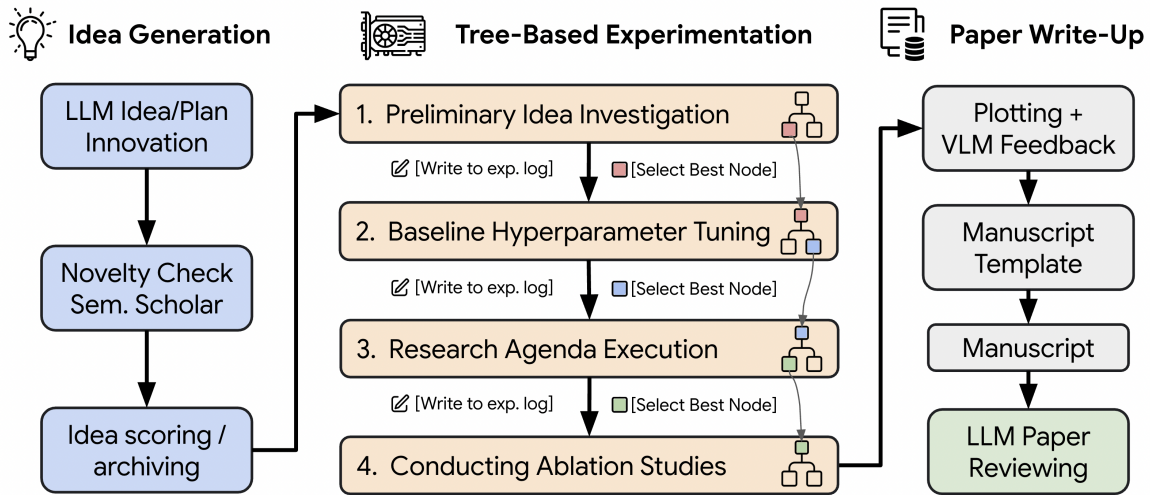 Idea Generation
LLM Idea/Plan
Innovation
Novelty Check
Sem. Scholar
Idea scoring /
archiving
Tree-Based Experimentation
1. Preliminary Idea Investigation
[Write to exp. log]
[Select Best Node]
2. Baseline Hyperparameter Tuning
[Write to exp. log]
[Select Best Node]
3. Research Agenda Execution
[Write to exp. log]
[Select Best Node]
4. Conducting Ablation Studies
Paper Write-Up
Plotting +
VLM Feedback
Manuscript
Template
Manuscript
LLM Paper
Reviewing